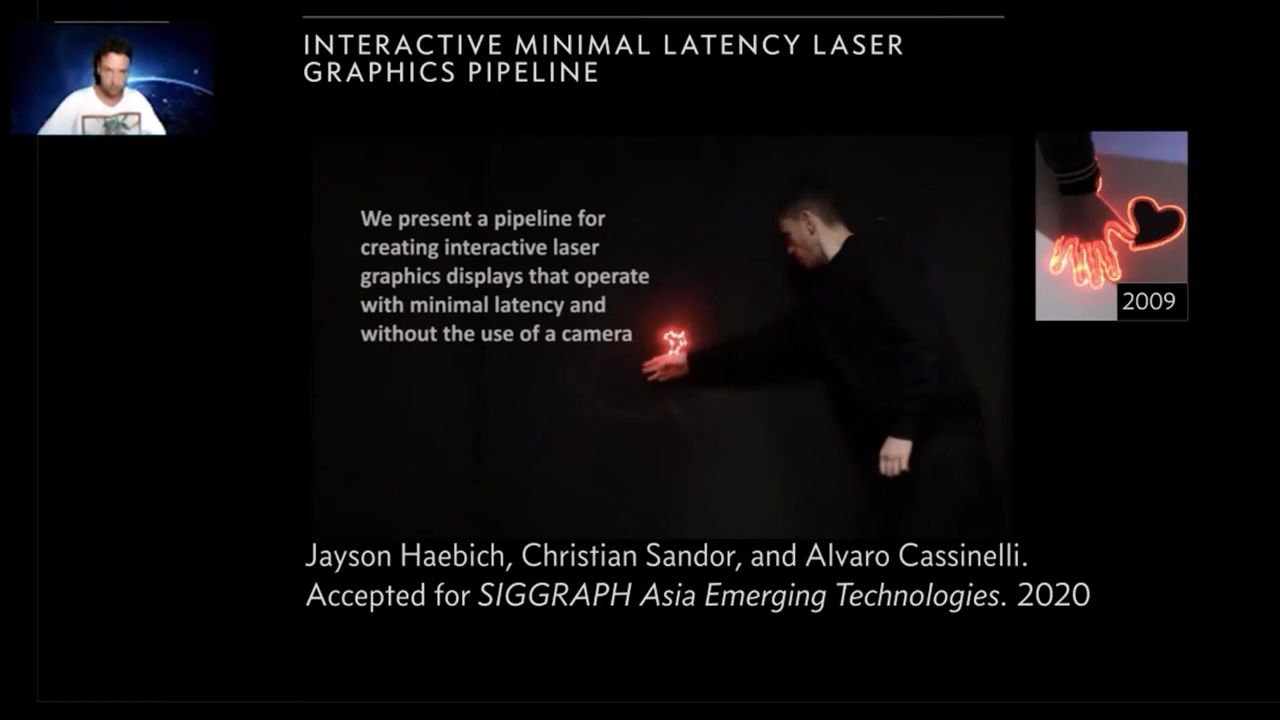 INTERACTIVE MINIMAL LATENCY LASER
GRAPHICS PIPELINE
We present a pipeline for
creating interactive laser
graphics displays that operate
with minimal latency and
without the use of a camera
2009
Jayson Haebich, Christian Sandor, and Alvaro Cassinelli.
Accepted for SIGGRAPH Asia Emerging Technologies. 2020